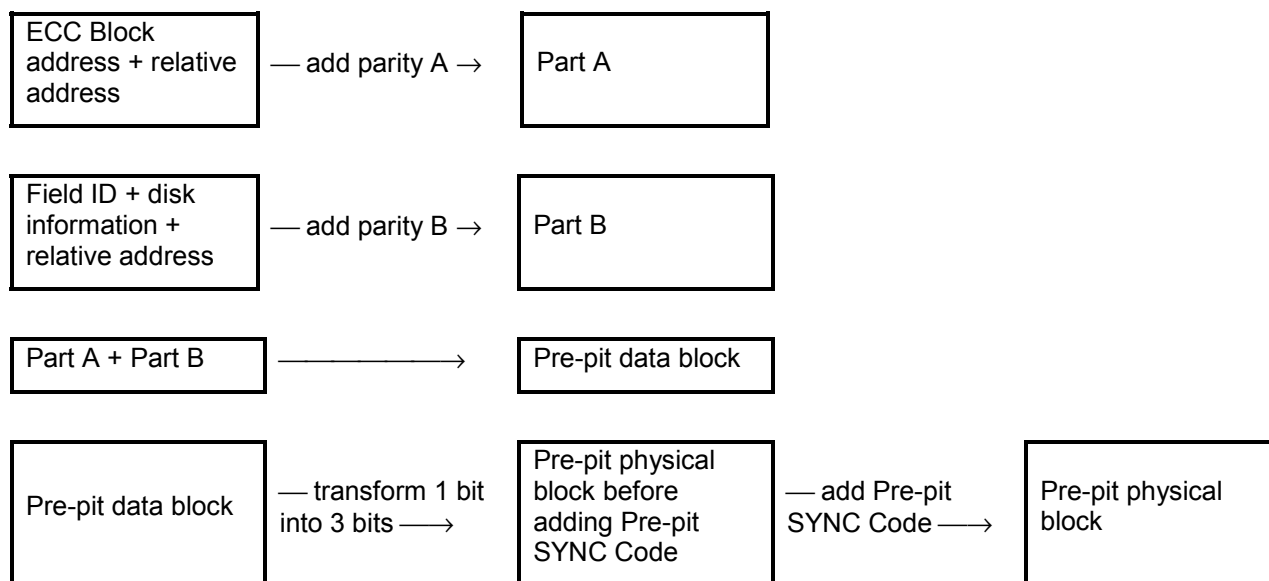 ECC Block
address + relative
address
— add parity A →
Part A
Field ID + disk
information +
relative address
— add parity B →
Part B
Part A + Part B
——————→
Pre-pit data block
Pre-pit data block
— transform 1 bit
into 3 bits ——→
Pre-pit physical
block before
adding Pre-pit
SYNC Code
— add Pre-pit
SYNC Code ——→
Pre-pit physical
block